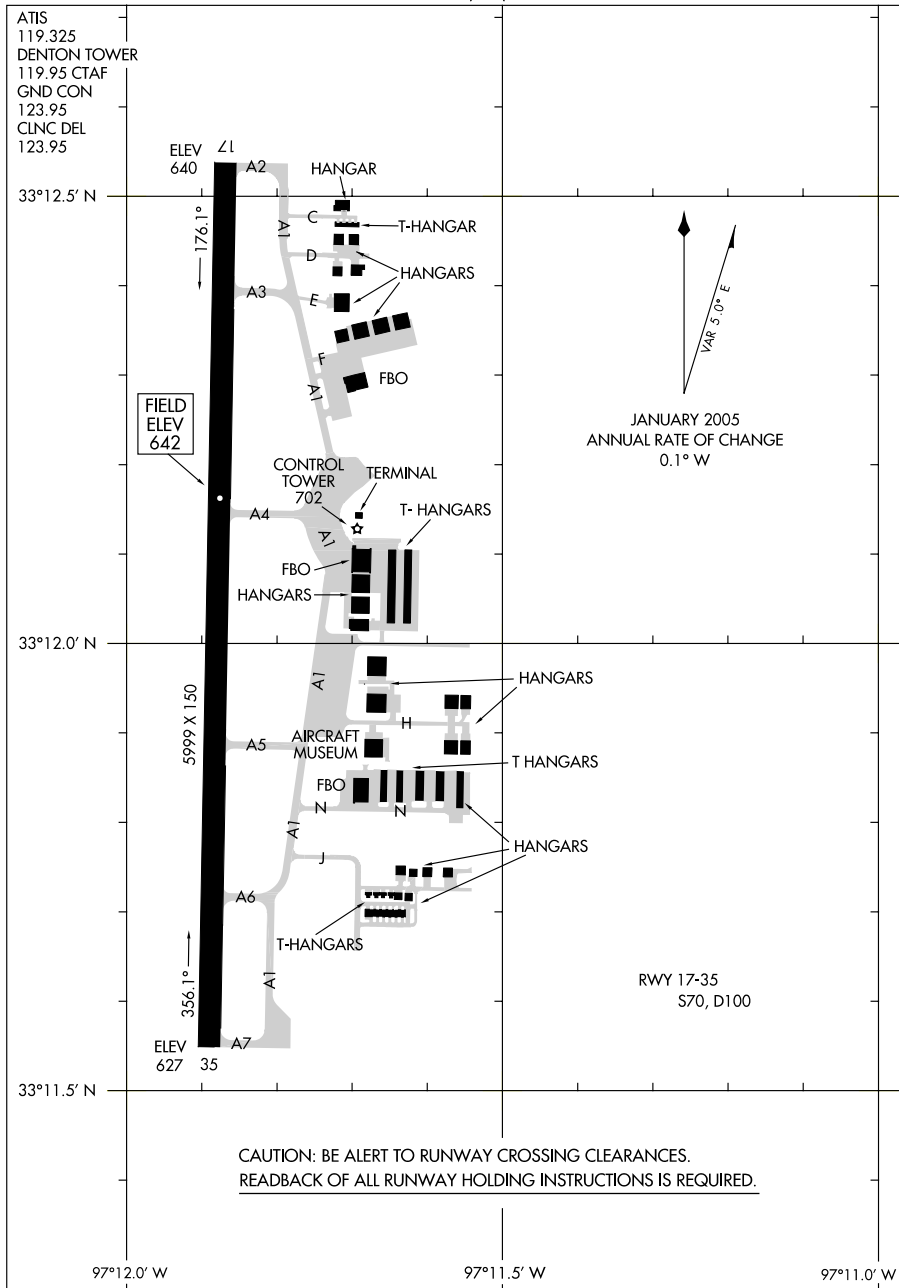 ATIS
119.325
DENTON TOWER
119.95 CTAF
GND CON
123.95
CLNC DEL
123.95
ELEV
640
17
A2
HANGAR
33°12.5' N
C
T-HANGAR
176.1°
A1
D
HANGARS
A3
E
VAR 5.0° E
F
FBO
A1
FIELD
ELEV
642
JANUARY 2005
ANNUAL RATE OF CHANGE
0.1° W
CONTROL
TOWER
702
TERMINAL
A4
T- HANGARS
A1
FBO
HANGARS
33°12.0' N
A1
HANGARS
5999 X 150
H
A5
AIRCRAFT
MUSEUM
T HANGARS
FBO
N
N
A1
HANGARS
J
A6
T-HANGARS
356.1°
A1
RWY 17-35
S70, D100
ELEV
627
35
A7
33°11.5' N
CAUTION: BE ALERT TO RUNWAY CROSSING CLEARANCES.
READBACK OF ALL RUNWAY HOLDING INSTRUCTIONS IS REQUIRED.
97°12.0' W
97°11.5' W
97°11.0' W